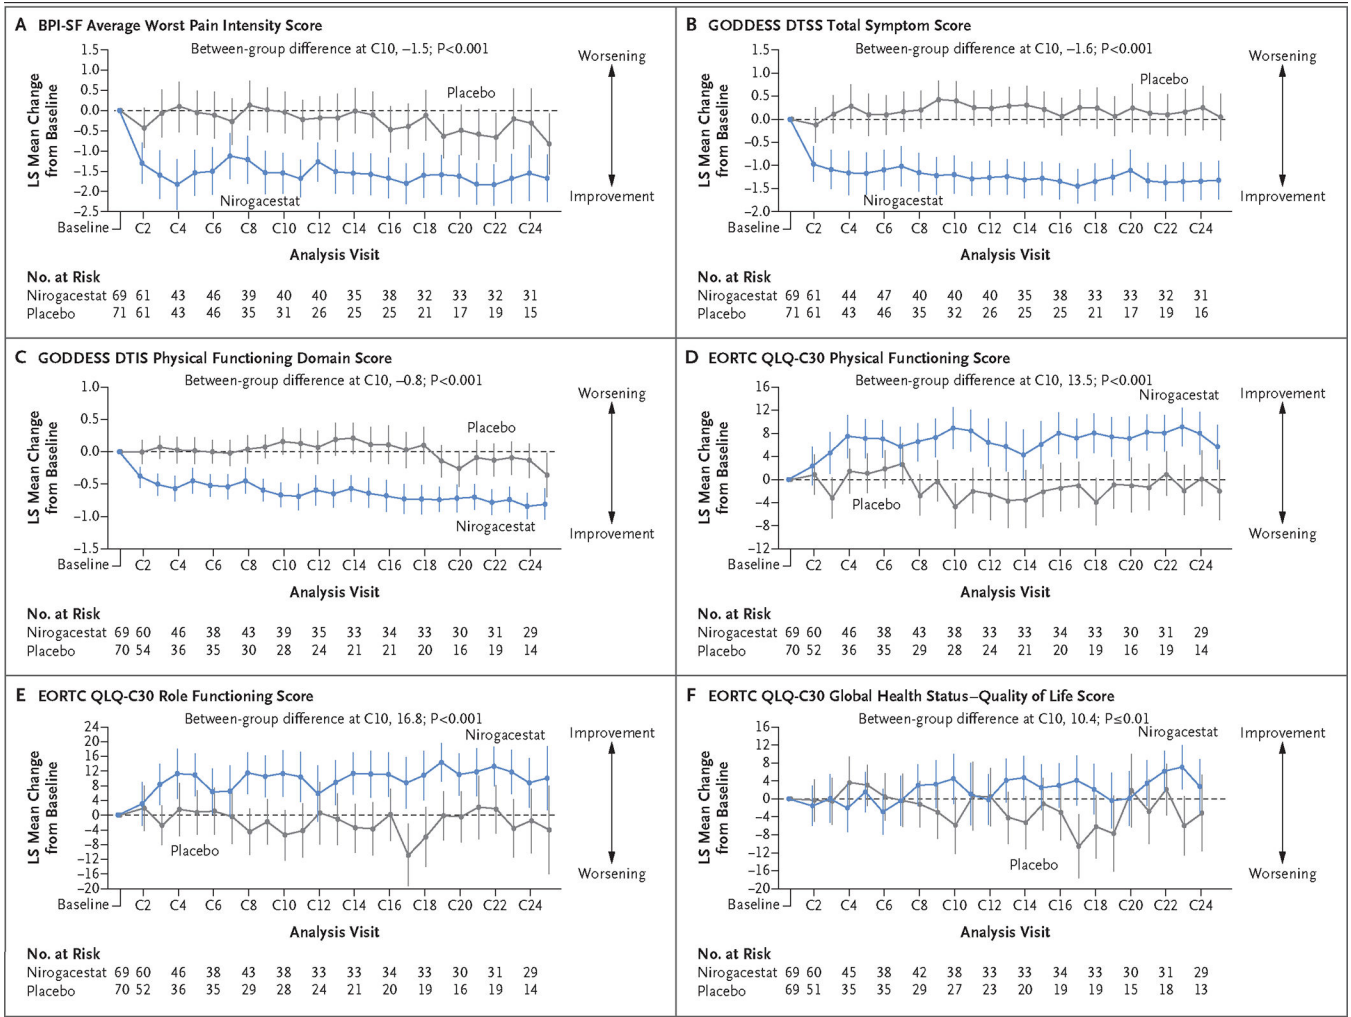 A BPI-SF Average Worst Pain Intensity Score
Between-group difference at C10, −1.5; P<0.001
LS Mean Change
from Baseline
1.5
1.0
0.5
0.0
−0.5
−1.0
−1.5
−2.0
−2.5
Placebo
Nirogacestat
Worsening
Improvement
Baseline C2 C4 C6 C8 C10 C12 C14 C16 C18 C20 C22 C24
Analysis Visit
No. at Risk
Nirogacestat 69 61 43 46 39 40 40 35 38 32 33 32 31
Placebo 71 61 43 46 35 31 26 25 25 21 17 19 15
B GODDESS DTSS Total Symptom Score
Between-group difference at C10, −1.6; P<0.001
LS Mean Change
from Baseline
1.5
1.0
0.5
0.0
−0.5
−1.0
−1.5
−2.0
Placebo
Nirogacestat
Worsening
Improvement
Baseline C2 C4 C6 C8 C10 C12 C14 C16 C18 C20 C22 C24
Analysis Visit
No. at Risk
Nirogacestat 69 61 44 47 40 40 40 35 38 33 33 32 31
Placebo 71 61 43 46 35 32 26 25 25 21 17 19 16
C GODDESS DTIS Physical Functioning Domain Score
Between-group difference at C10, −0.8; P<0.001
LS Mean Change
from Baseline
1.0
0.5
0.0
−0.5
−1.0
−1.5
Placebo
Nirogacestat
Worsening
Improvement
Baseline C2 C4 C6 C8 C10 C12 C14 C16 C18 C20 C22 C24
Analysis Visit
No. at Risk
Nirogacestat 69 60 46 38 43 39 35 33 34 33 30 31 29
Placebo 70 54 36 35 30 28 24 21 21 20 16 19 14
D EORTC QLQ-C30 Physical Functioning Score
Between-group difference at C10, 13.5; P<0.001
LS Mean Change
from Baseline
16
12
8
4
0
−4
−8
−12
Nirogacestat
Placebo
Improvement
Worsening
Baseline C2 C4 C6 C8 C10 C12 C14 C16 C18 C20 C22 C24
Analysis Visit
No. at Risk
Nirogacestat 69 60 46 38 43 38 33 33 34 33 30 31 29
Placebo 70 52 36 35 29 28 24 21 20 19 16 19 14
E EORTC QLQ-C30 Role Functioning Score
Between-group difference at C10, 16.8; P<0.001
LS Mean Change
from Baseline
24
20
16
12
8
4
0
−4
−8
−12
−16
−20
Nirogacestat
Placebo
Improvement
Worsening
Baseline C2 C4 C6 C8 C10 C12 C14 C16 C18 C20 C22 C24
Analysis Visit
No. at Risk
Nirogacestat 69 60 46 38 43 38 33 33 34 33 30 31 29
Placebo 70 52 36 35 29 28 24 21 20 19 16 19 14
F EORTC QLQ-C30 Global Health Status–Quality of Life Score
Between-group difference at C10, 10.4; P≤0.01
LS Mean Change
from Baseline
16
12
8
4
0
−4
−8
−12
−16
−20
Nirogacestat
Placebo
Improvement
Worsening
Baseline C2 C4 C6 C8 C10 C12 C14 C16 C18 C20 C22 C24
Analysis Visit
No. at Risk
Nirogacestat 69 60 45 38 42 38 33 33 34 33 30 31 29
Placebo 69 51 35 35 29 27 23 20 19 19 15 18 13